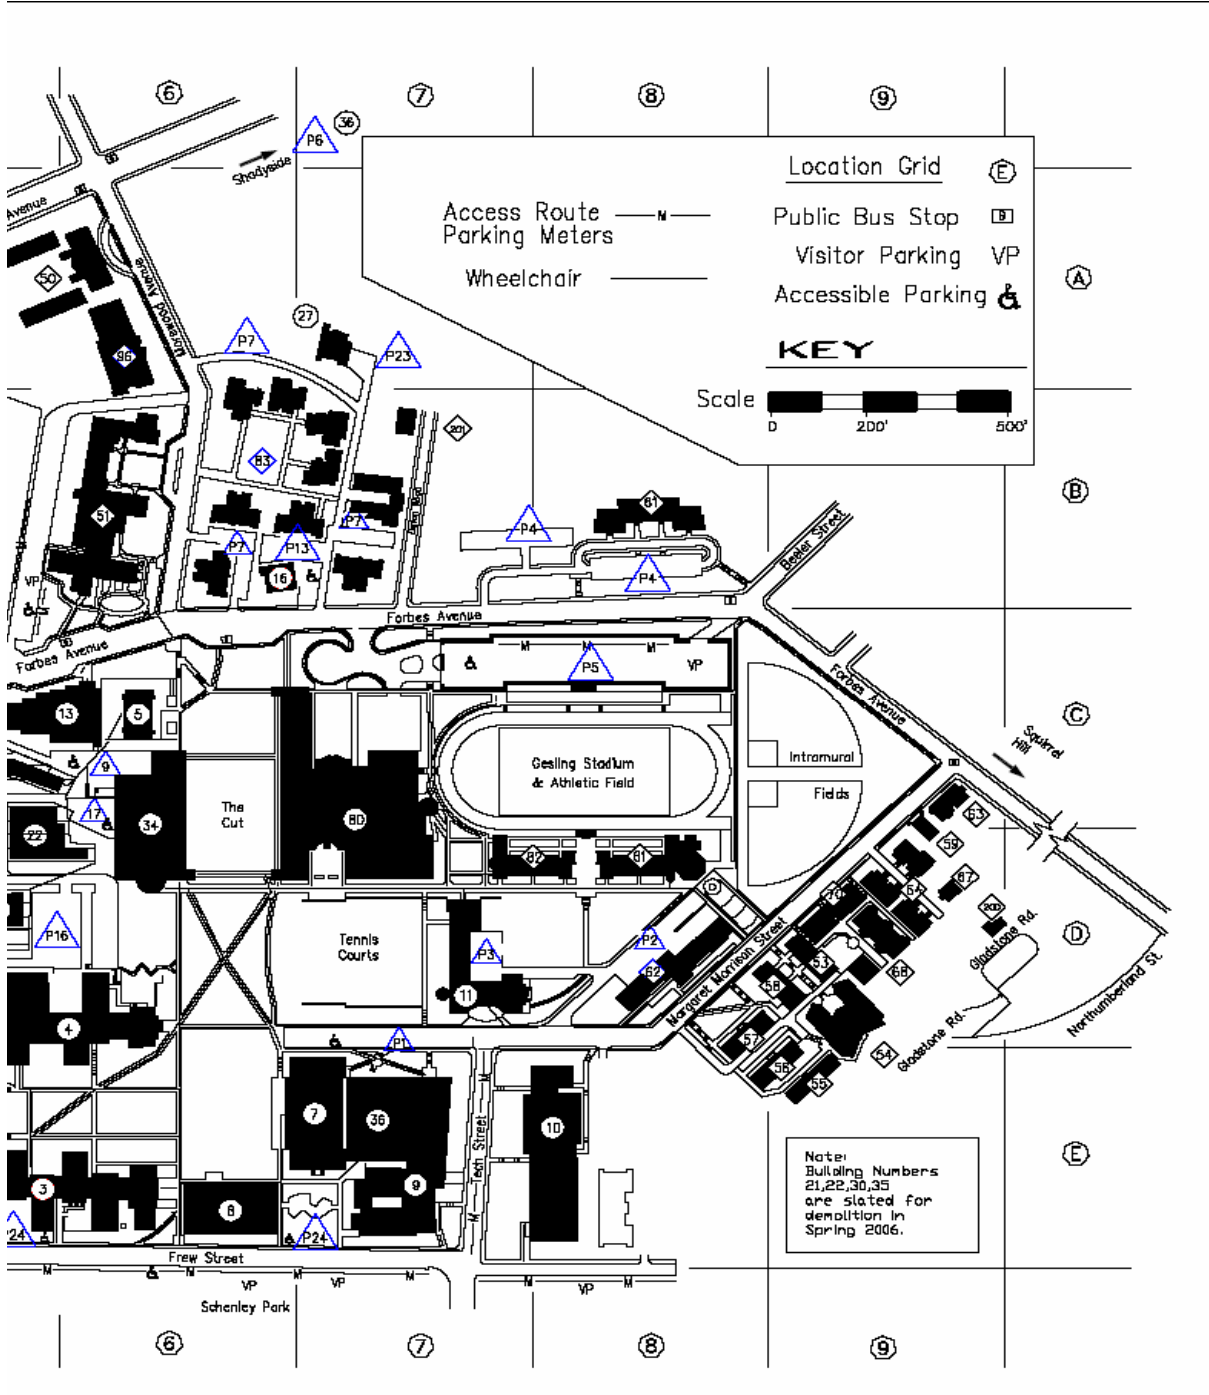 6
7
8
9
P6
36
Shadyside
Location Grid E
Access Route M
Parking Meters
Public Bus Stop B
Visitor Parking VP
Wheelchair
Accessible Parking
KEY
Scale
0 200' 500'
A
Avenue
50
Morewood Avenue
96
27
P7
P23
201
83
B
51
P7
P7
P13
16
P4
61
P4
Beeler Street
VP
Forbes Avenue
Forbes Avenue
M M M
P5
VP
Forbes Avenue
C
Squirrel
Hill
13
5
9
17
34
22
The
Cut
80
Gesling Stadium
& Athletic Field
Intramural
Fields
82
81
63
59
67
64
70
200
Gladstone Rd.
D
P16
Tennis
Courts
11
P3
P2
62
Margaret Morrison Street
53
58
68
57
56
55
54
Gladstone Rd.
Northumberland St.
4
P1
7
36
M
Tech Street
M
M
10
9
E
Note:
Building Numbers
21,22,30,35
are slated for
demolition in
Spring 2006.
3
8
P24
P24
Frew Street
M M M M M M
VP VP VP
Schenley Park
6
7
8
9